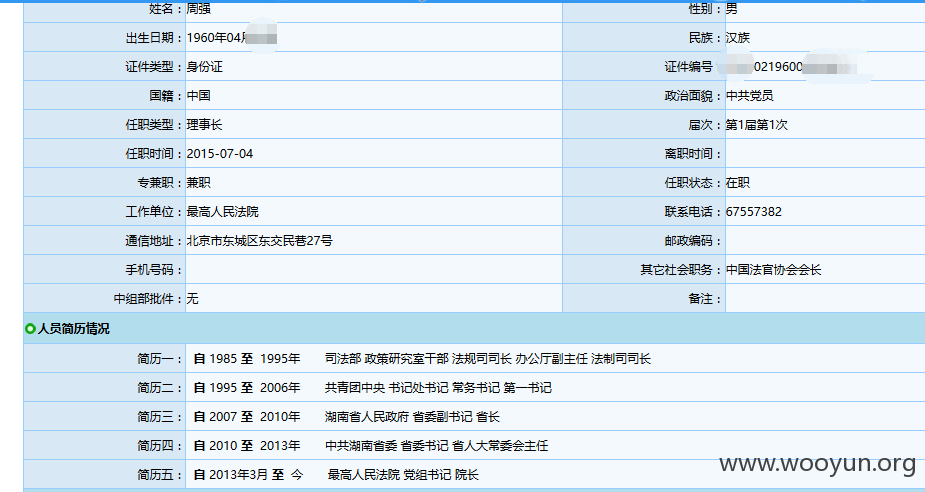 姓名：周强 性别：男
出生日期：1960年04月 民族：汉族
证件类型：身份证 证件编号 0219600
国籍：中国 政治面貌：中共党员
任职类型：理事长 届次：第1届第1次
任职时间：2015-07-04 离职时间：
专兼职：兼职 任职状态：在职
工作单位：最高人民法院 联系电话：67557382
通信地址：北京市东城区东交民巷27号 邮政编码：
手机号码： 其它社会职务：中国法官协会会长
中组部批件：无 备注：
人员简历情况
简历一： 自 1985 至 1995年 司法部 政策研究室干部 法规司司长 办公厅副主任 法制司司长
简历二： 自 1995 至 2006年 共青团中央 书记处书记 常务书记 第一书记
简历三： 自 2007 至 2010年 湖南省人民政府 省委副书记 省长
简历四： 自 2010 至 2013年 中共湖南省委 省委书记 省人大常委会主任
简历五： 自 2013年3月 至 今 最高人民法院 党组书记 院长
www.wooyun.org